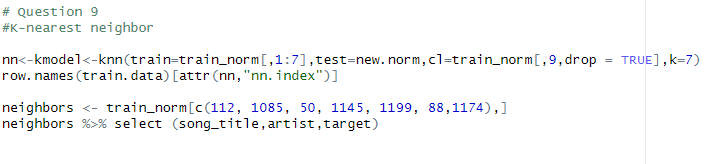 # Question 9
#K-nearest neighbor
nn<-kmodel<-knn(train=train_norm[,1:7],test=new.norm,cl=train_norm[,9,drop = TRUE],k=7)
row.names(train.data)[attr(nn,"nn.index")]
neighbors <- train_norm[c(112, 1085, 50, 1145, 1199, 88,1174),]
neighbors %>% select (song_title,artist,target)